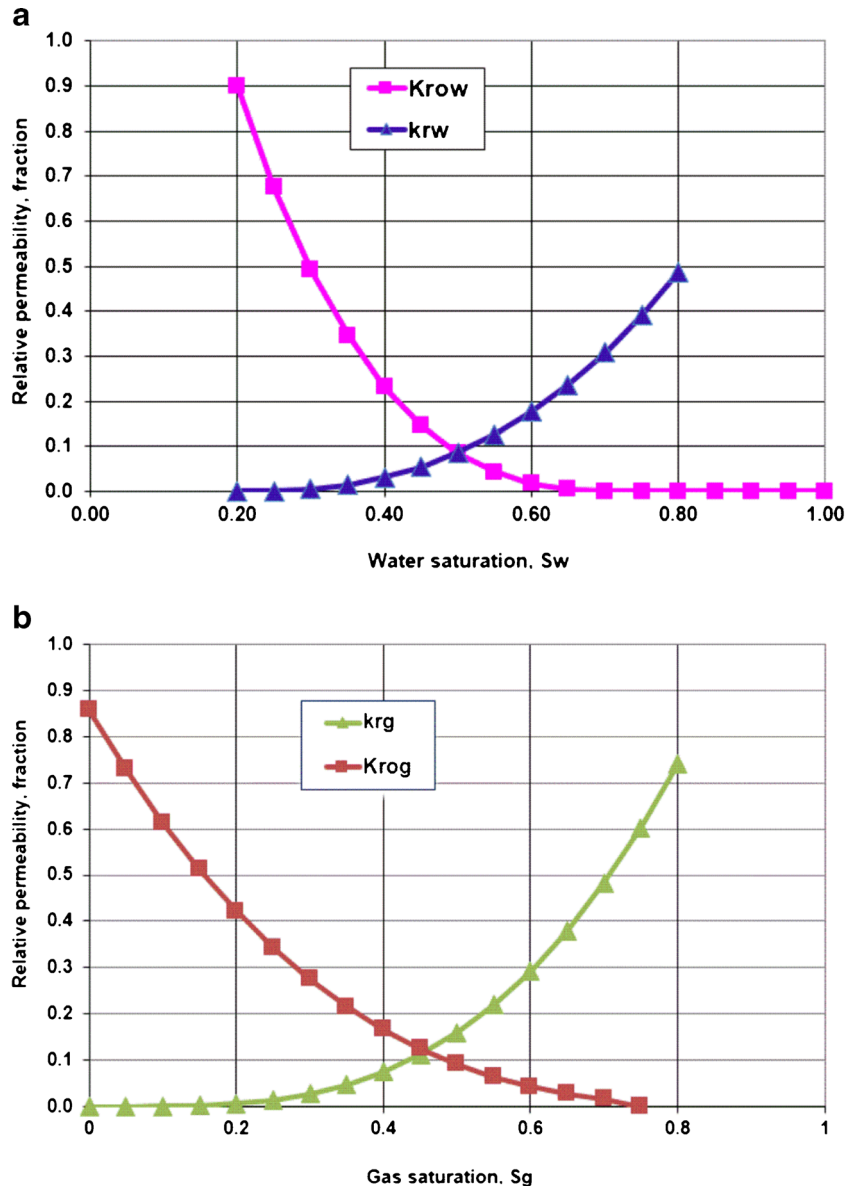 a
1.0
0.9
0.8
0.7
0.6
0.5
0.4
0.3
0.2
0.1
0.0
Relative permeability, fraction
Krow
krw
0.00 0.20 0.40 0.60 0.80 1.00
Water saturation, Sw
b
1.0
0.9
0.8
0.7
0.6
0.5
0.4
0.3
0.2
0.1
0.0
Relative permeability, fraction
krg
Krog
0 0.2 0.4 0.6 0.8 1
Gas saturation, Sg